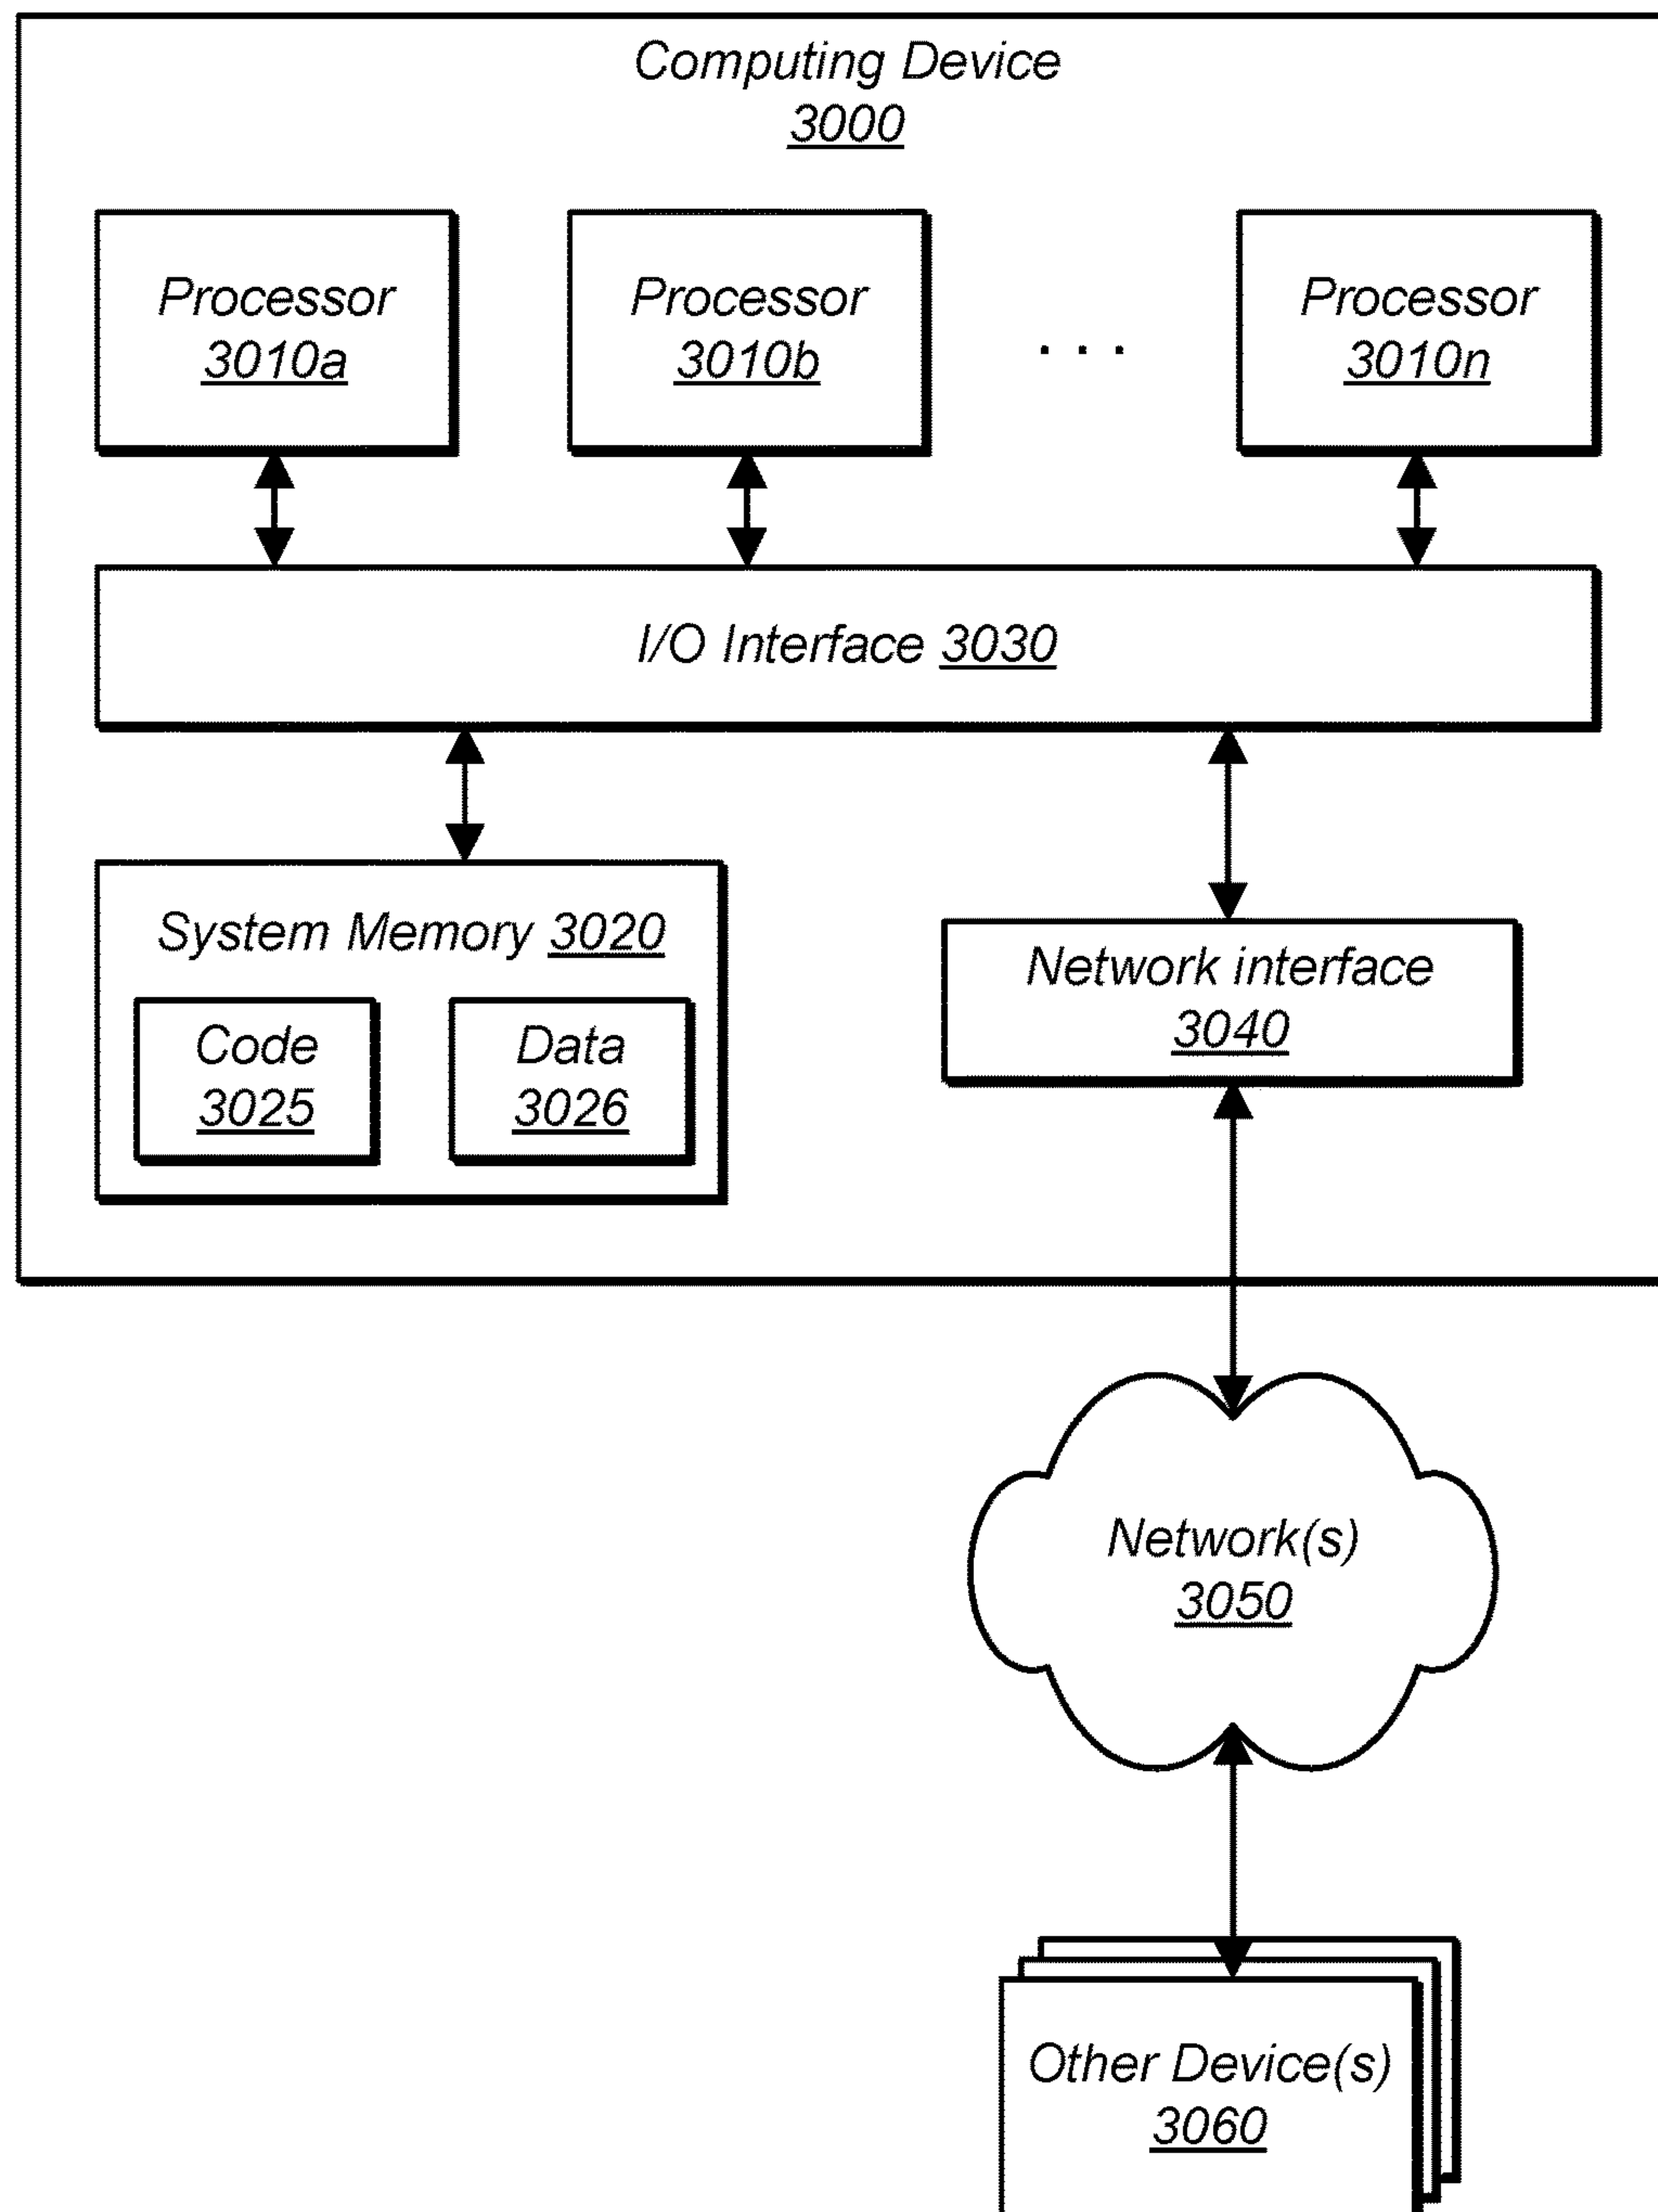 Computing Device
3000
Processor
3010a
Processor
3010b
. . .
Processor
3010n
I/O Interface 3030
System Memory 3020
Code
3025
Data
3026
Network interface
3040
Network(s)
3050
Other Device(s)
3060